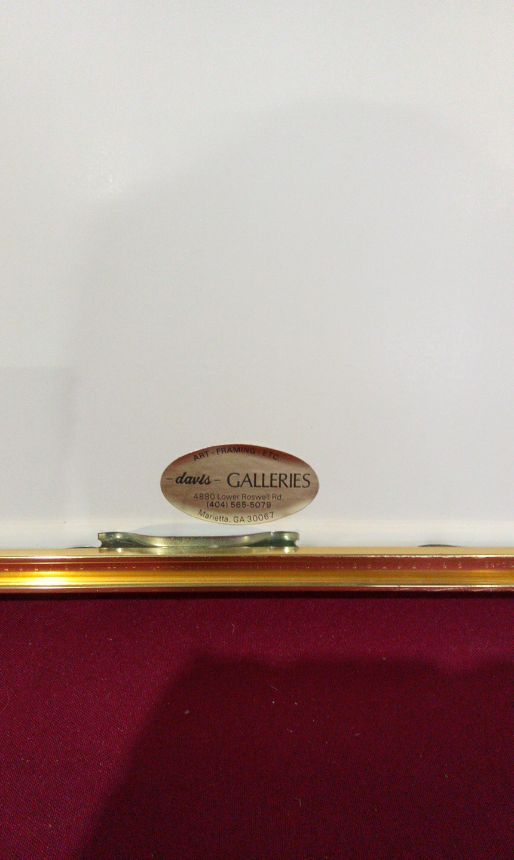 ART - FRAMING - ETC.
-davis- GALLERIES
4880 Lower Roswell Rd.
(404) 565-5079
Marietta, GA 30067